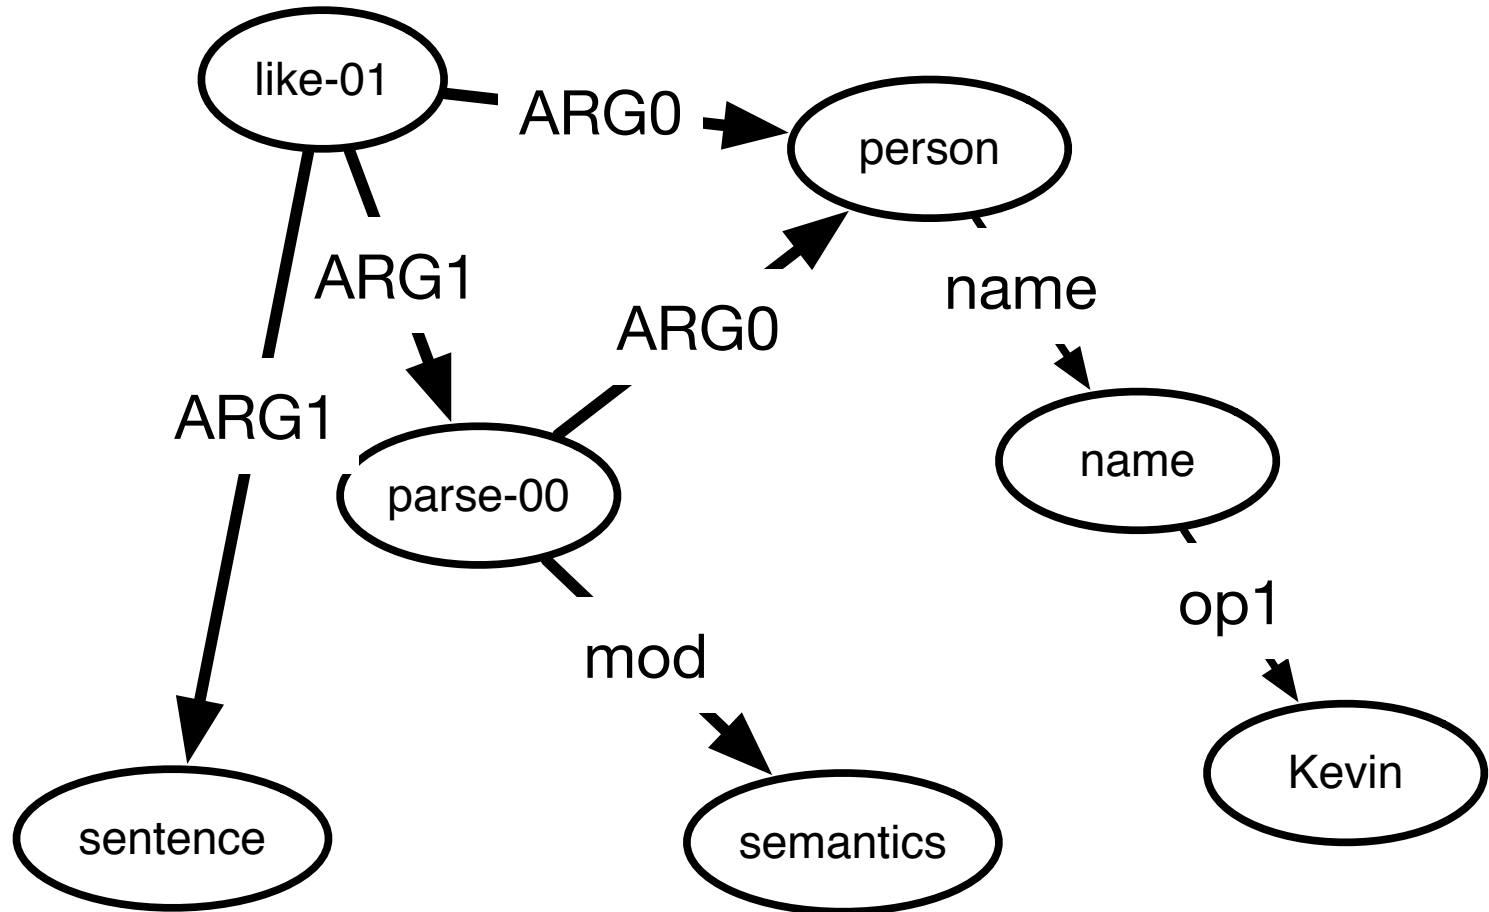 like-01
ARG0
person
ARG1
name
ARG0
ARG1
name
parse-00
op1
mod
Kevin
sentence
semantics